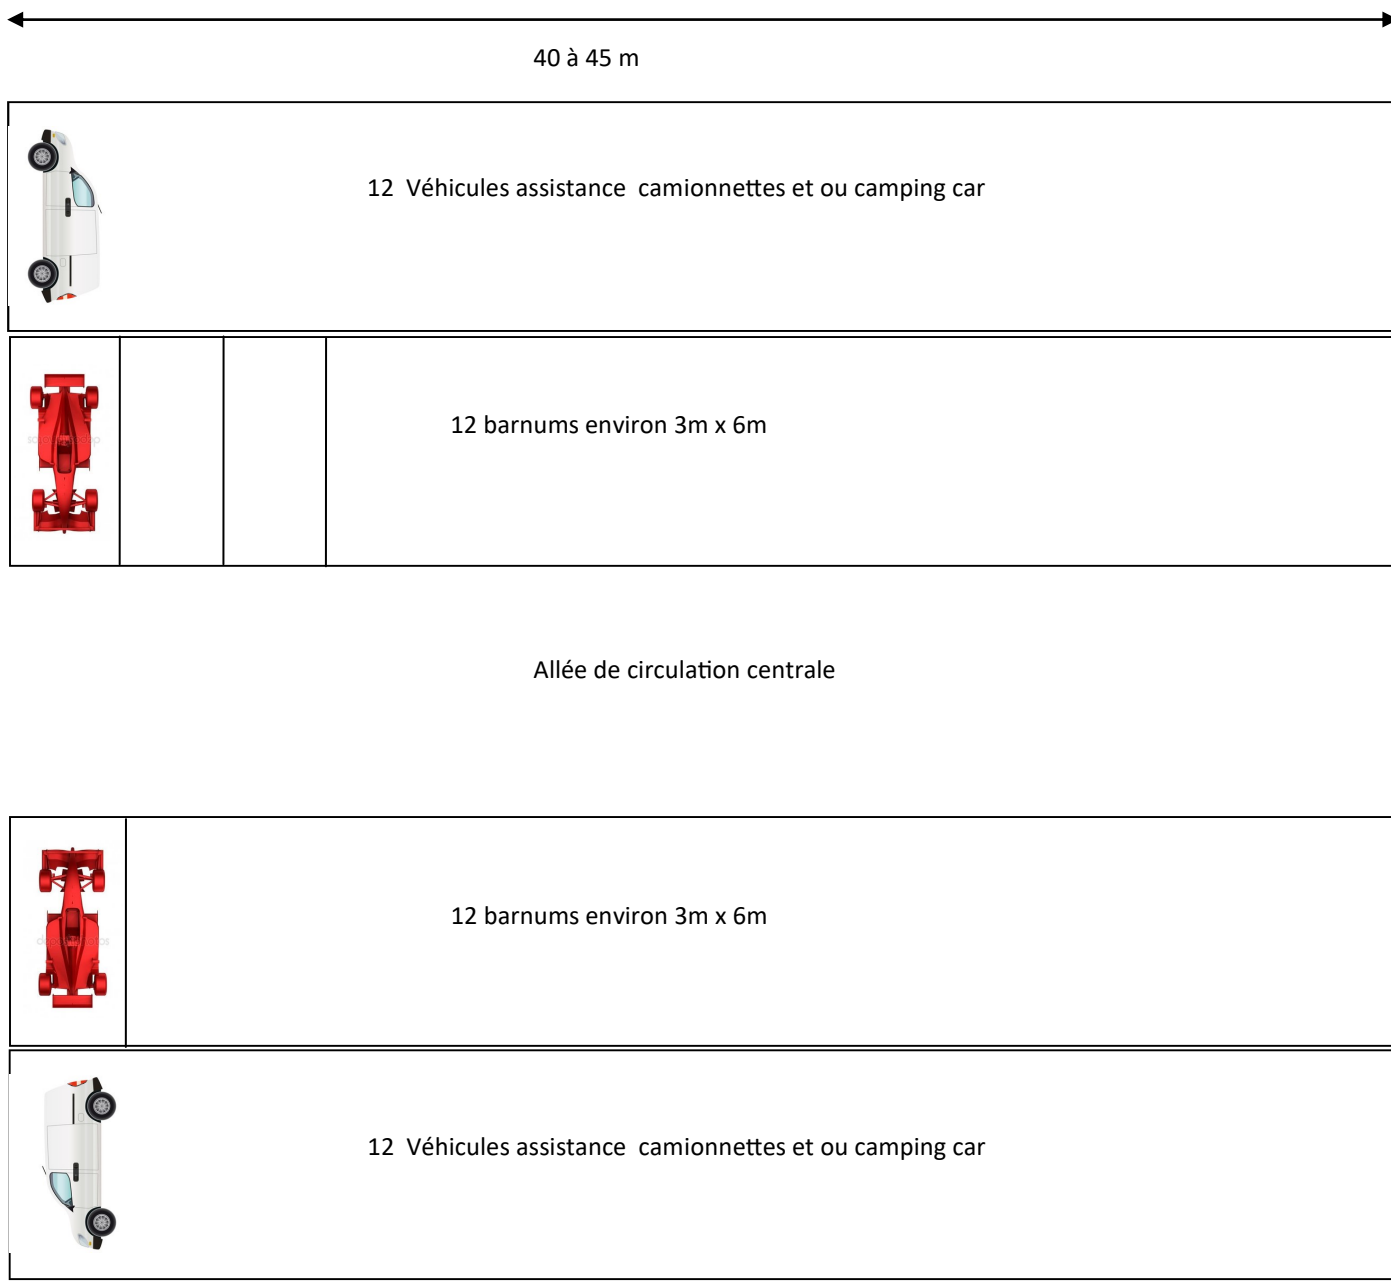 40 à 45 m
12 Véhicules assistance camionnettes et ou camping car
12 barnums environ 3m x 6m
Allée de circulation centrale
12 barnums environ 3m x 6m
12 Véhicules assistance camionnettes et ou camping car